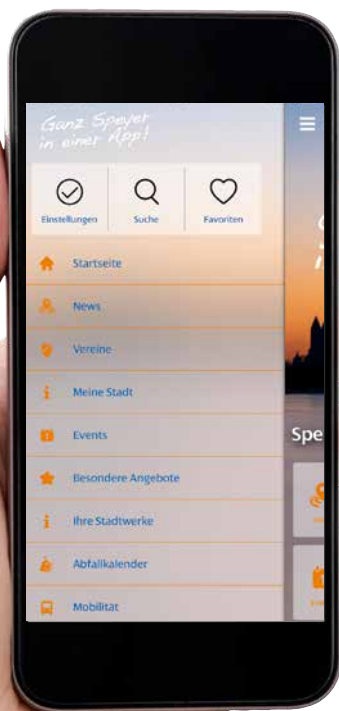 Ganz Speyer
in einer App!
Einstellungen
Suche
Favoriten
Startseite
News
Vereine
Meine Stadt
Events
Besondere Angebote
Ihre Stadtwerke
Abfallkalender
Mobilität
Spe